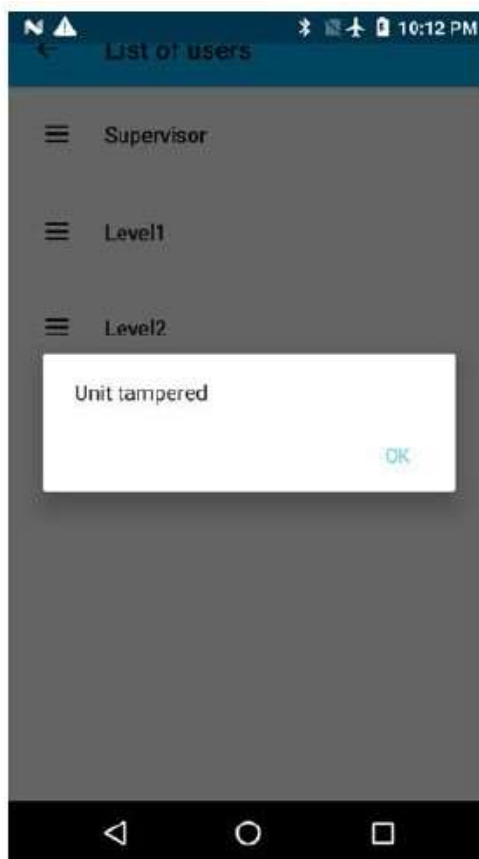 10:12 PM
List of users
Supervisor
Level1
Level2
Unit tampered
OK